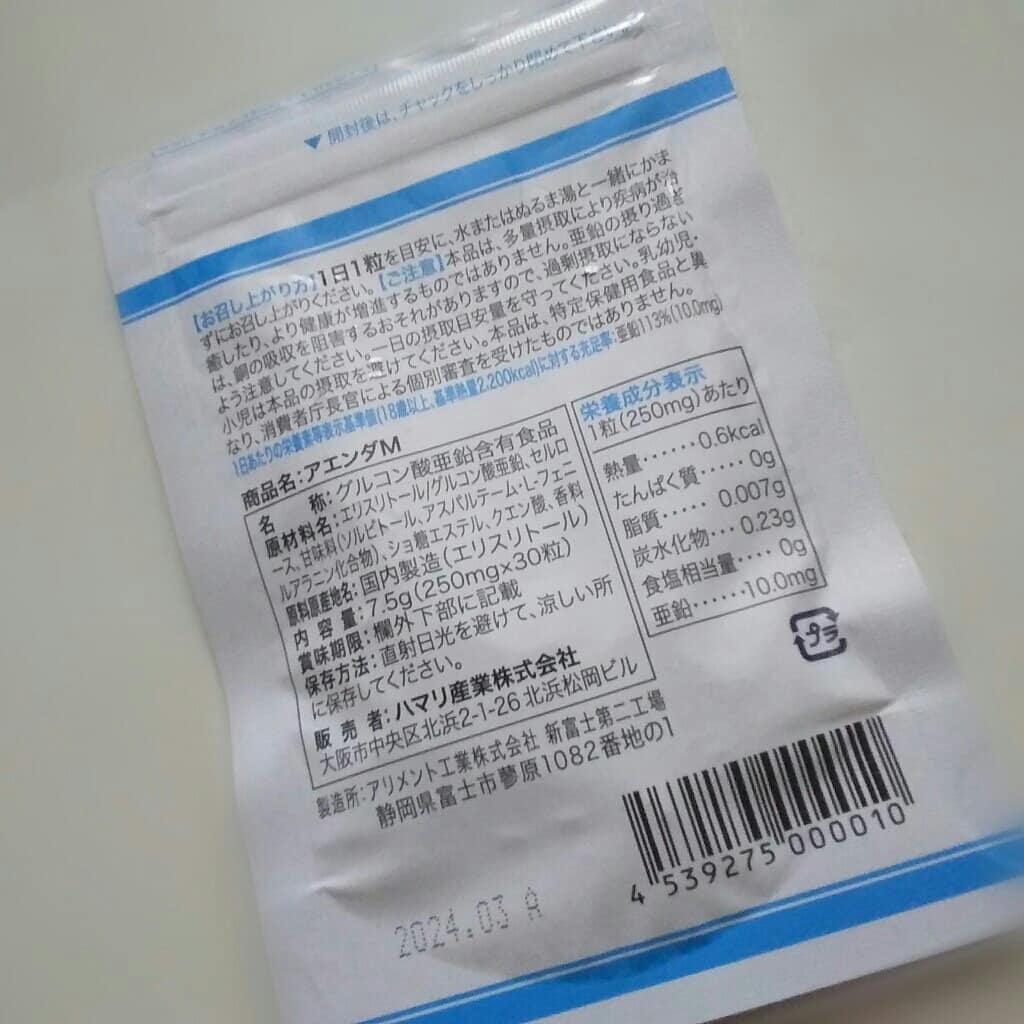 ▼開封後は、チャックをしっかり閉めて下さい。
【お召し上がり方】1日1粒を目安に、水またはぬるま湯と一緒にかま
ずにお召し上がりください。【ご注意】本品は、多量摂取により疾病が治
癒したり、より健康が増進するものではありません。亜鉛の摂り過ぎ
は、銅の吸収を阻害するおそれがありますので、過剰摂取にならない
よう注意してください。一日の摂取目安量を守ってください。乳幼児・
小児は本品の摂取を避けてください。本品は、特定保健用食品と異
なり、消費者庁長官による個別審査を受けたものではありません。
1日あたりの栄養素等表示基準値(18歳以上、基準熱量2,200kcal)に対する充足率:亜鉛113%(10.0mg)
商品名:アエンダM
名 称:グルコン酸亜鉛含有食品
原材料名:エリスリトール/グルコン酸亜鉛、セルロ
ース、甘味料(ソルビトール、アスパルテーム・L-フェニ
ルアラニン化合物)、ショ糖エステル、クエン酸、香料
原料原産地名:国内製造(エリスリトール)
内 容 量:7.5g(250mg×30粒)
賞味期限:欄外下部に記載
保存方法:直射日光を避けて、涼しい所
に保存してください。
販 売 者:ハマリ産業株式会社
大阪市中央区北浜2-1-26 北浜松岡ビル
製造所:アリメント工業株式会社 新富士第二工場
静岡県富士市蓼原1082番地の1
栄養成分表示
1粒(250mg)あたり
熱量······0.6kcal
たんぱく質····· 0g
脂質····· 0.007g
炭水化物···0.23g
食塩相当量···· 0g
亜鉛······10.0mg
プラ
4 539275 000010
2024.03 A